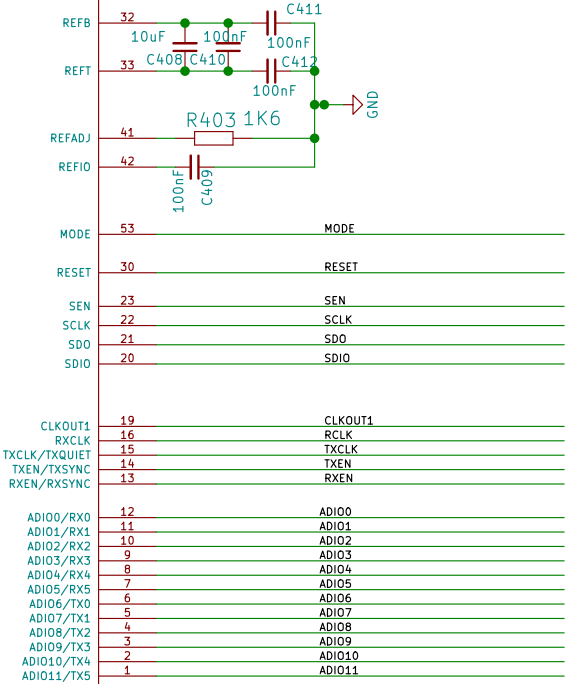 C411
REFB 32
10uF 100nF 100nF
C408 C410 C412
REFT 33
100nF
GND
R403 1K6
REFADJ 41
REFIO 42
100nF C409
MODE 53 MODE
RESET 30 RESET
SEN 23 SEN
SCLK 22 SCLK
SDO 21 SDO
SDIO 20 SDIO
CLKOUT1 19 CLKOUT1
RXCLK 16 RCLK
TXCLK/TXQUIET 15 TXCLK
TXEN/TXSYNC 14 TXEN
RXEN/RXSYNC 13 RXEN
ADIO0/RX0 12 ADIO0
ADIO1/RX1 11 ADIO1
ADIO2/RX2 10 ADIO2
ADIO3/RX3 9 ADIO3
ADIO4/RX4 8 ADIO4
ADIO5/RX5 7 ADIO5
ADIO6/TX0 6 ADIO6
ADIO7/TX1 5 ADIO7
ADIO8/TX2 4 ADIO8
ADIO9/TX3 3 ADIO9
ADIO10/TX4 2 ADIO10
ADIO11/TX5 1 ADIO11